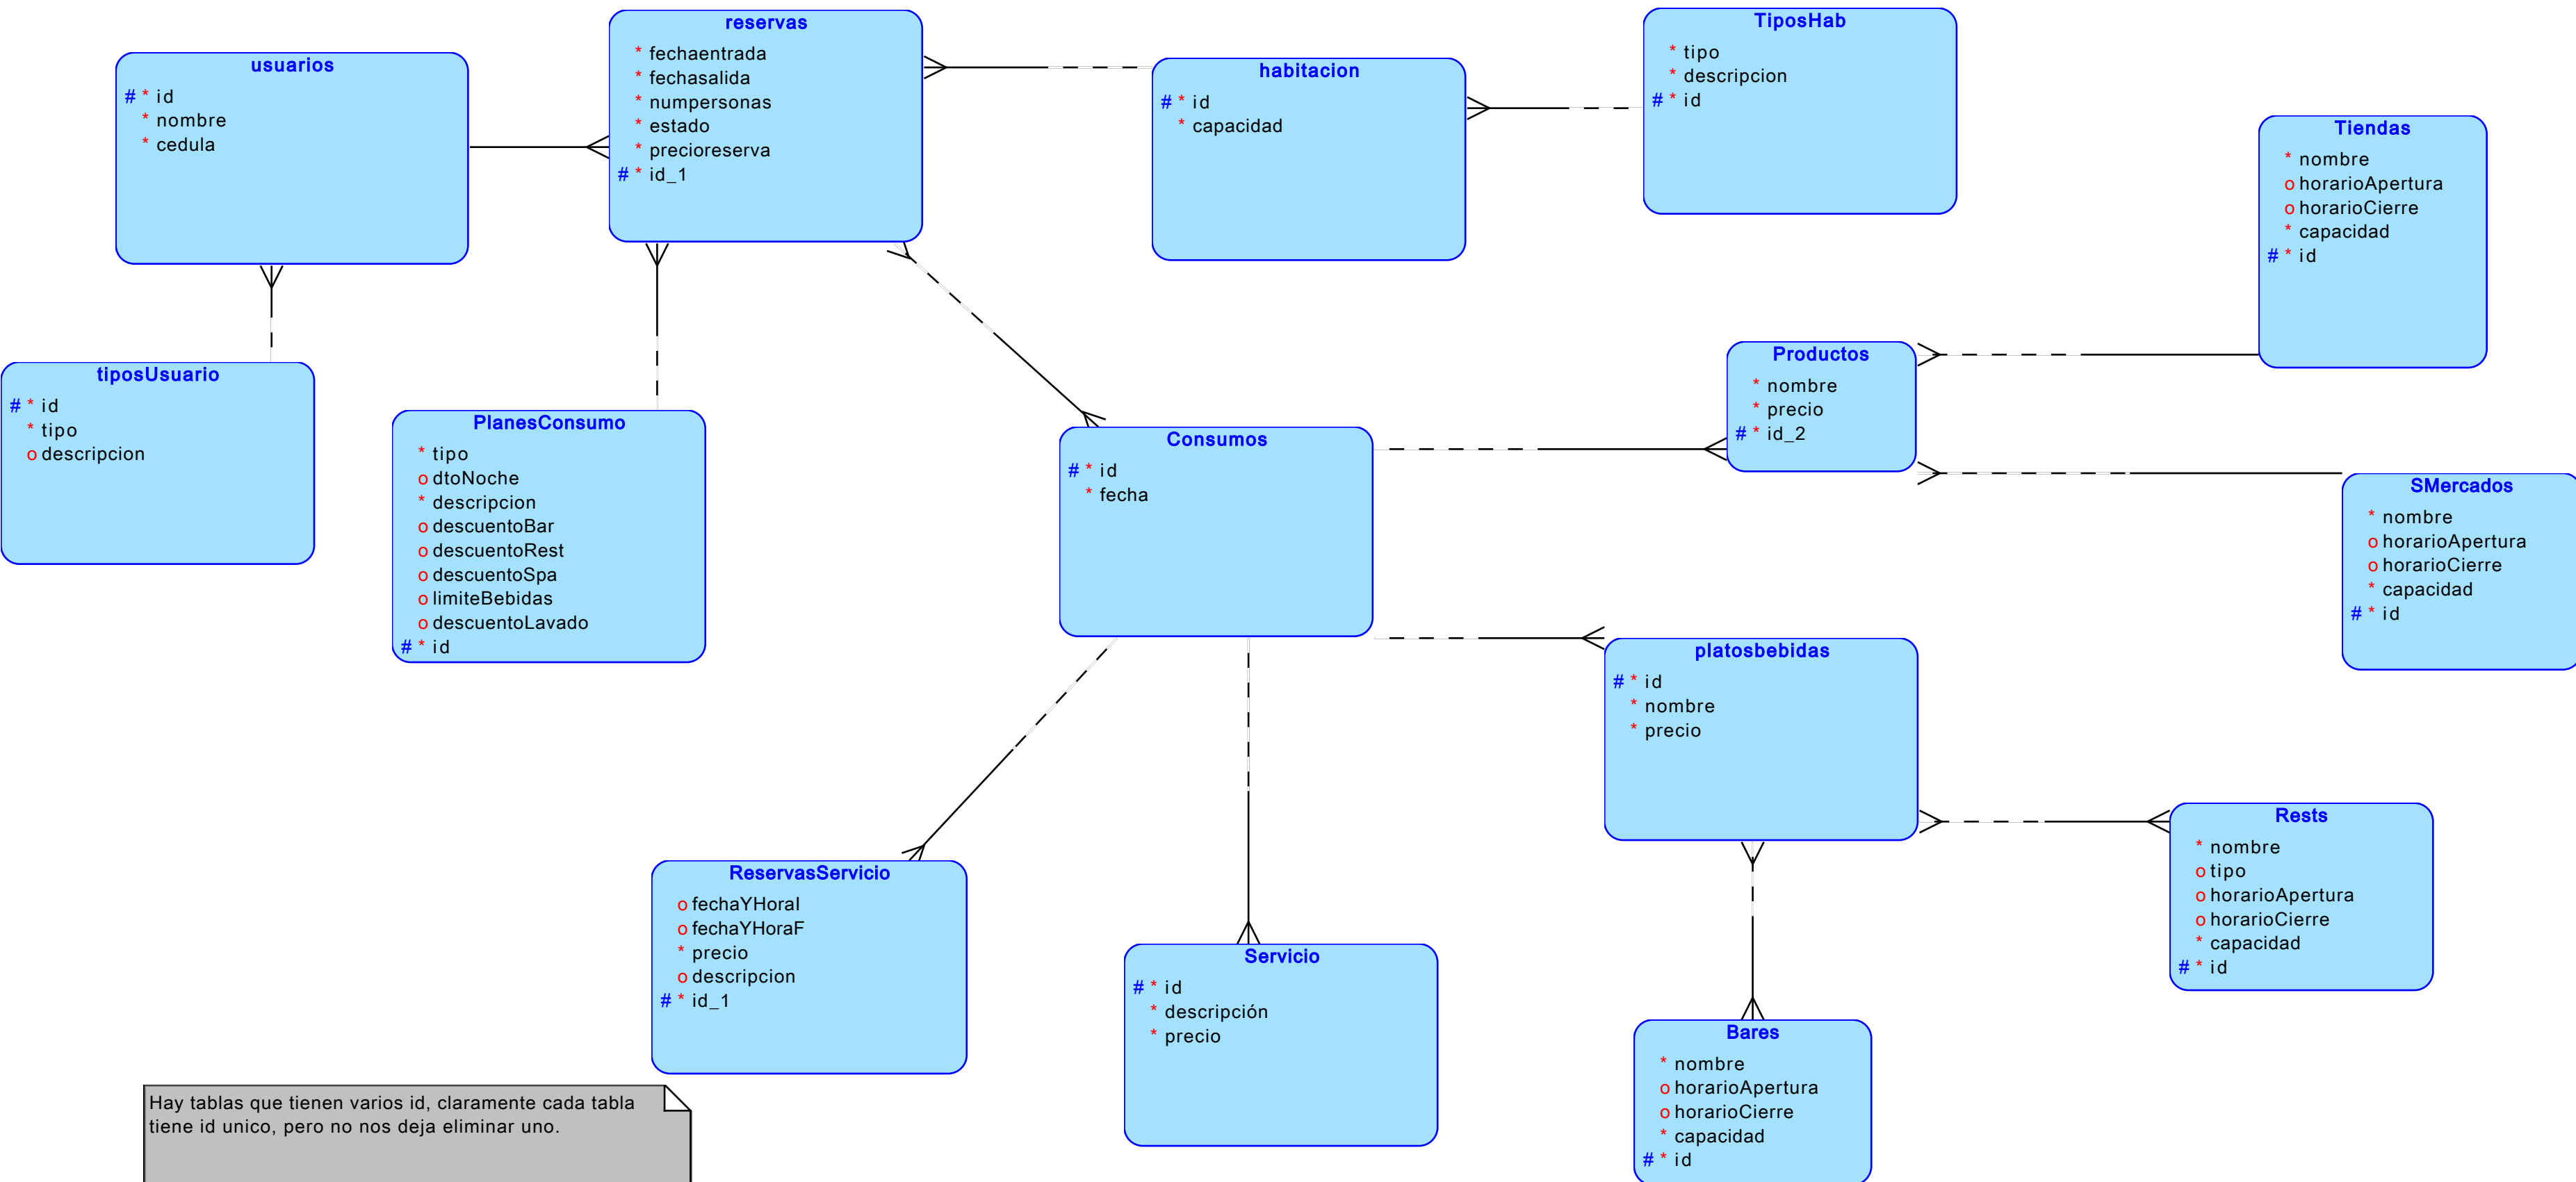 reservas
* fechaentrada
* fechasalida
* numpersonas
* estado
* precioreserva
# * id_1
TiposHab
* tipo
* descripcion
# * id
usuarios
# * id
* nombre
* cedula
habitacion
# * id
* capacidad
Tiendas
* nombre
o horarioApertura
o horarioCierre
* capacidad
# * id
tiposUsuario
# * id
* tipo
o descripcion
PlanesConsumo
* tipo
o dtoNoche
* descripcion
o descuentoBar
o descuentoRest
o descuentoSpa
o limiteBebidas
o descuentoLavado
# * id
Consumos
# * id
* fecha
Productos
* nombre
* precio
# * id_2
SMercados
* nombre
o horarioApertura
o horarioCierre
* capacidad
# * id
platosbebidas
# * id
* nombre
* precio
Rests
* nombre
o tipo
o horarioApertura
o horarioCierre
* capacidad
# * id
ReservasServicio
o fechaYHoraI
o fechaYHoraF
* precio
o descripcion
# * id_1
Servicio
# * id
* descripción
* precio
Bares
* nombre
o horarioApertura
o horarioCierre
* capacidad
# * id
Hay tablas que tienen varios id, claramente cada tabla
tiene id unico, pero no nos deja eliminar uno.